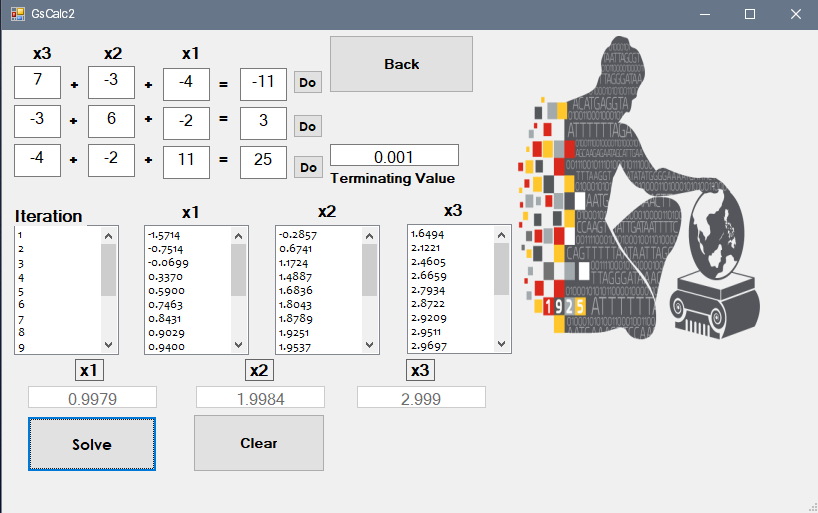 GsCalc2
x3 x2 x1
7 + -3 + -4 = -11 Do
Back
-3 + 6 + -2 = 3 Do
-4 + -2 + 11 = 25 Do
0.001
Terminating Value
Iteration x1 x2 x3
1 -1.5714 -0.2857 1.6494
2 -0.7514 0.6741 2.1221
3 -0.0699 1.1724 2.4605
4 0.3370 1.4887 2.6659
5 0.5900 1.6836 2.7934
6 0.7463 1.8043 2.8722
7 0.8431 1.8789 2.9209
8 0.9029 1.9251 2.9511
9 0.9400 1.9537 2.9697
x1 x2 x3
0.9979 1.9984 2.999
Solve Clear
ACATGAGGTA
ATTTTTTAGA
1925